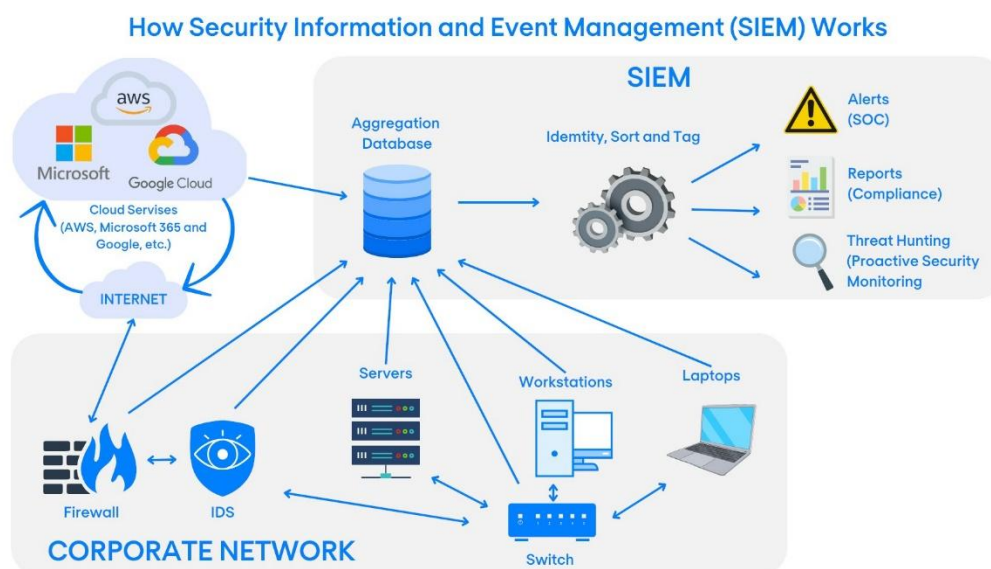 How Security Information and Event Management (SIEM) Works
SIEM
aws
Microsoft
Google Cloud
Cloud Servises
(AWS, Microsoft 365 and
Google, etc.)
INTERNET
Aggregation
Database
Identity, Sort and Tag
Alerts
(SOC)
Reports
(Compliance)
Threat Hunting
(Proactive Security
Monitoring
Servers
Workstations
Laptops
Firewall
IDS
Switch
CORPORATE NETWORK